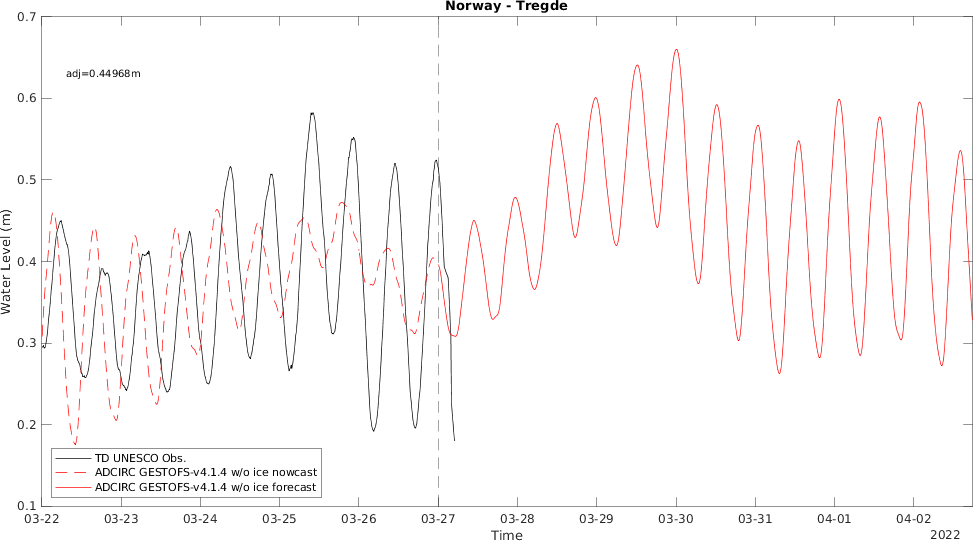 Norway - Tregde
0.7
0.6
0.5
0.4
0.3
0.2
0.1
Water Level (m)
adj=0.44968m
TD UNESCO Obs.
ADCIRC GESTOFS-v4.1.4 w/o ice nowcast
ADCIRC GESTOFS-v4.1.4 w/o ice forecast
03-22 03-23 03-24 03-25 03-26 03-27 03-28 03-29 03-30 03-31 04-01 04-02
Time
2022